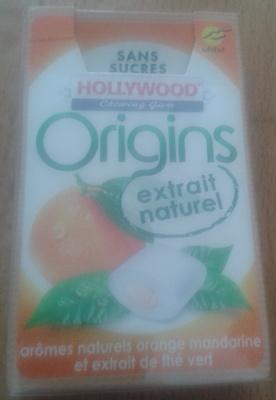 SANS
SUCRES
HOLLYWOOD
Chewing Gum
Origins
extrait
naturel
arômes naturels orange mandarine
et extrait de thé vert